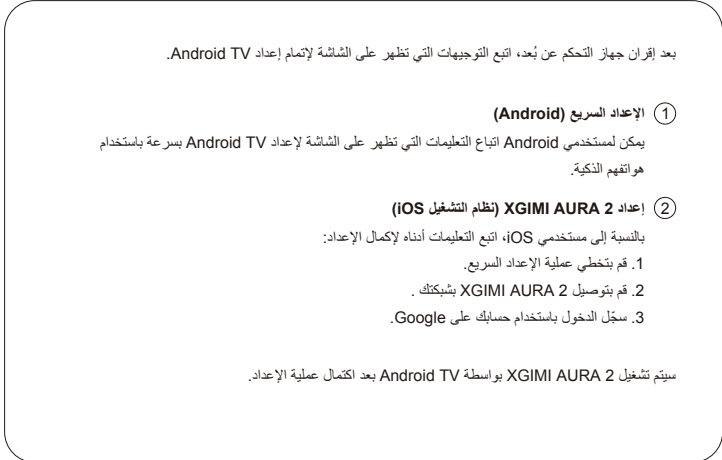 بعد إقران جهاز التحكم عن بُعد، اتبع التوجيهات التي تظهر على الشاشة لإتمام إعداد Android TV.
① الإعداد السريع (Android)
يمكن لمستخدمي Android اتباع التعليمات التي تظهر على الشاشة لإعداد Android TV بسرعة باستخدام
هواتفهم الذكية.
② إعداد XGIMI AURA 2 (نظام التشغيل iOS)
بالنسبة إلى مستخدمي iOS، اتبع التعليمات أدناه لإكمال الإعداد:
1. قم بتخطي عملية الإعداد السريع.
2. قم بتوصيل XGIMI AURA 2 بشبكتك .
3. سجّل الدخول باستخدام حسابك على Google.
سيتم تشغيل XGIMI AURA 2 بواسطة Android TV بعد اكتمال عملية الإعداد.